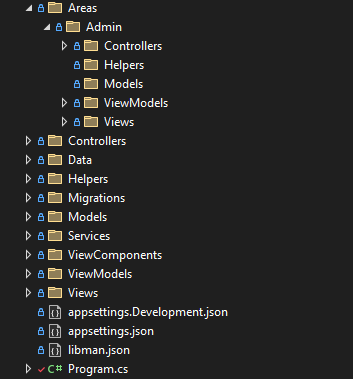 Areas
Admin
Controllers
Helpers
Models
ViewModels
Views
Controllers
Data
Helpers
Migrations
Models
Services
ViewComponents
ViewModels
Views
appsettings.Development.json
appsettings.json
libman.json
C# Program.cs